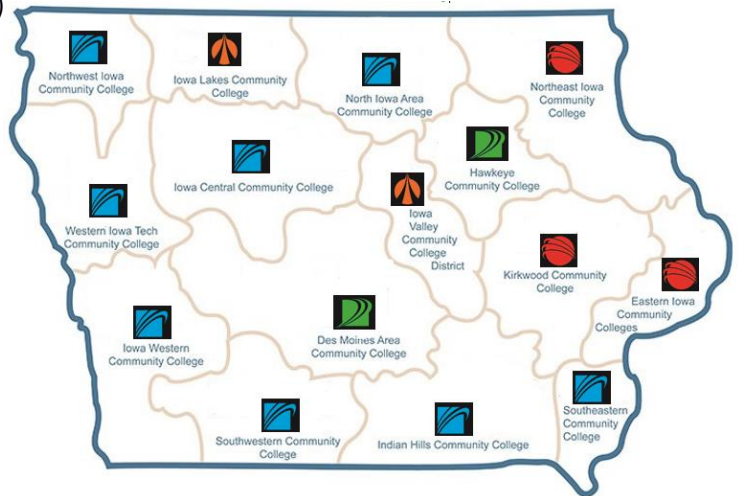 )
Northwest Iowa
Community College
Iowa Lakes Community
College
North Iowa Area
Community College
Northeast Iowa
Community
College
Iowa Central Community College
Hawkeye
Community College
Western Iowa Tech
Community College
Iowa
Valley
Community
College
District
Kirkwood Community
College
Eastern Iowa
Community
Colleges
Iowa Western
Community College
Des Moines Area
Community College
Southwestern Community
College
Indian Hills Community College
Southeastern
Community
College